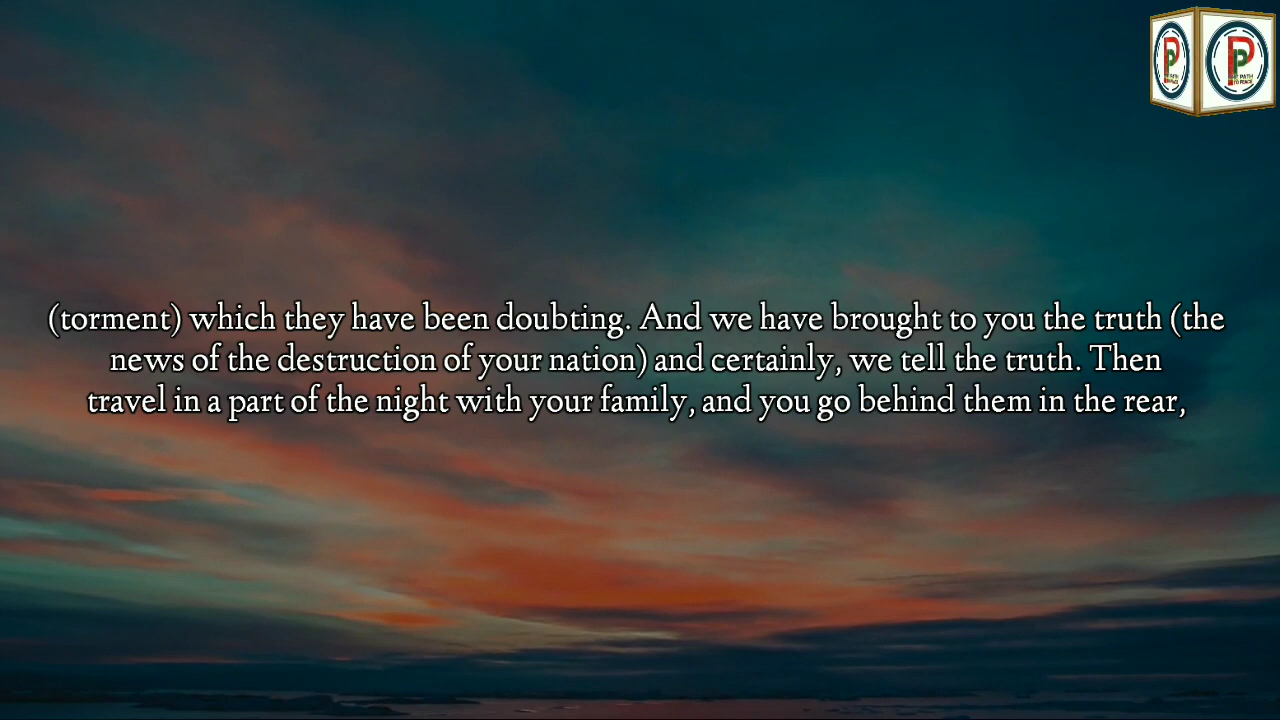 (torment) which they have been doubting. And we have brought to you the truth (the
news of the destruction of your nation) and certainly, we tell the truth. Then
travel in a part of the night with your family, and you go behind them in the rear,